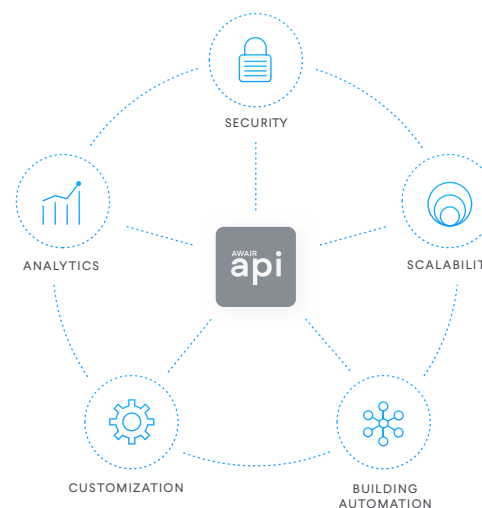 SECURITY
ANALYTICS
SCALABILIT
AWAIR
api
CUSTOMIZATION
BUILDING
AUTOMATION